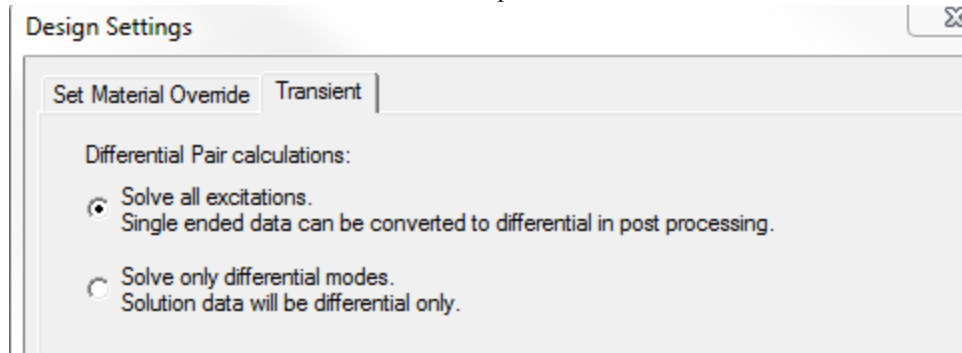 Design Settings
Set Material Override Transient
Differential Pair calculations:
Solve all excitations.
Single ended data can be converted to differential in post processing.
Solve only differential modes.
Solution data will be differential only.